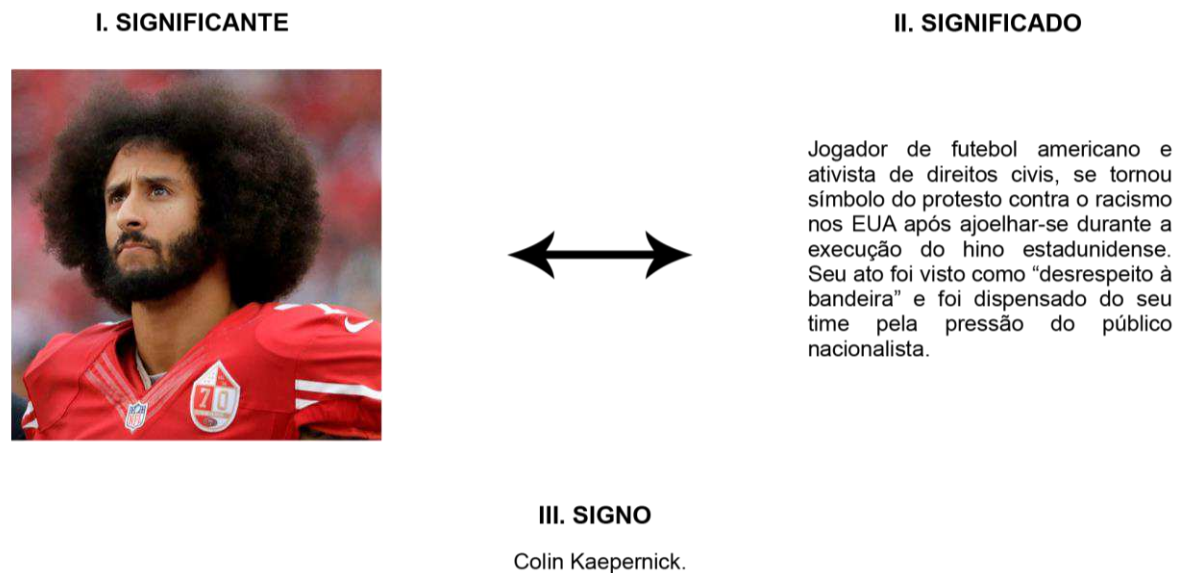 I. SIGNIFICANTE
II. SIGNIFICADO
70
NFL
Jogador de futebol americano e
ativista de direitos civis, se tornou
símbolo do protesto contra o racismo
nos EUA após ajoelhar-se durante a
execução do hino estadunidense.
Seu ato foi visto como “desrespeito à
bandeira” e foi dispensado do seu
time pela pressão do público
nacionalista.
III. SIGNO
Colin Kaepernick.